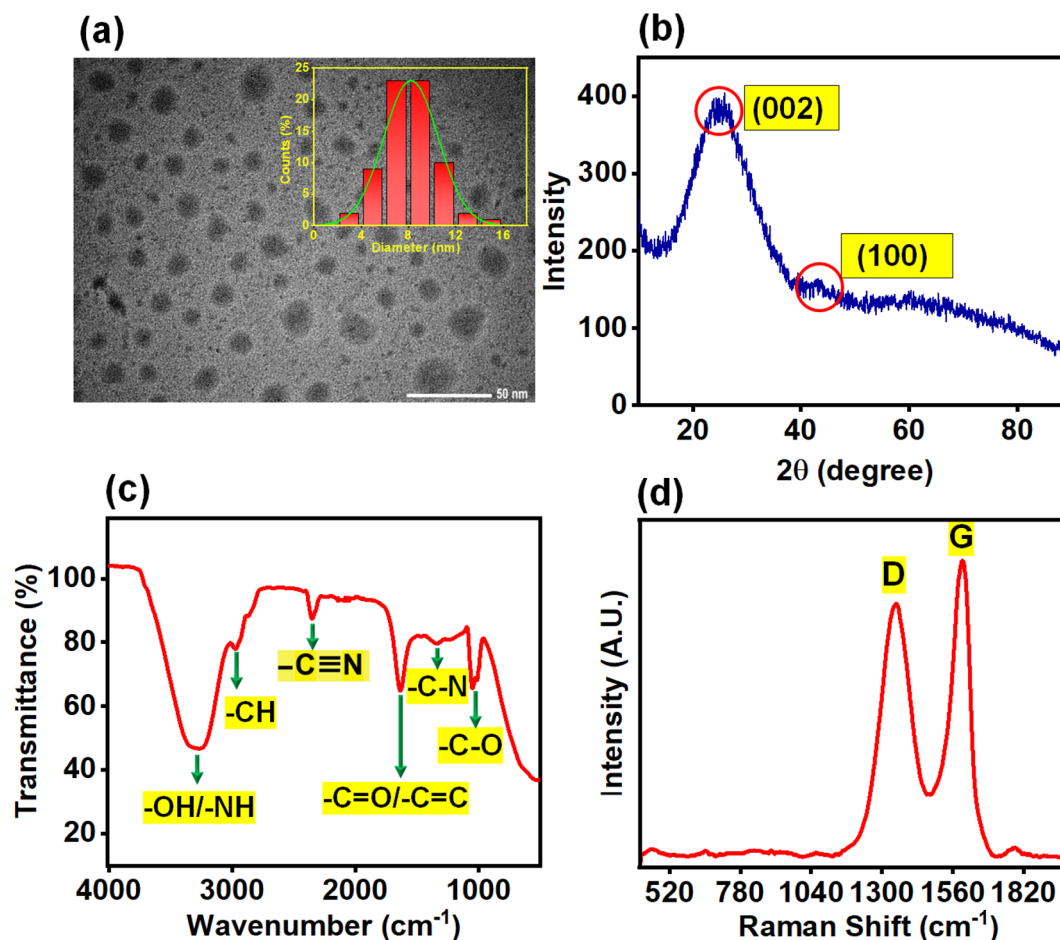 (a)
25
20
15
10
5
0
Counts (%)
0 4 8 12 16
Diameter (nm)
50 nm
(b)
400
300
200
100
0
Intensity
(002)
(100)
20 40 60 80
2θ (degree)
(c)
100
80
60
40
20
Transmittance (%)
-CH
–C≡N
-C-N
-C-O
-OH/-NH
-C=O/-C=C
4000 3000 2000 1000
Wavenumber (cm⁻¹)
(d)
D
G
Intensity (A.U.)
520 780 1040 1300 1560 1820
Raman Shift (cm⁻¹)